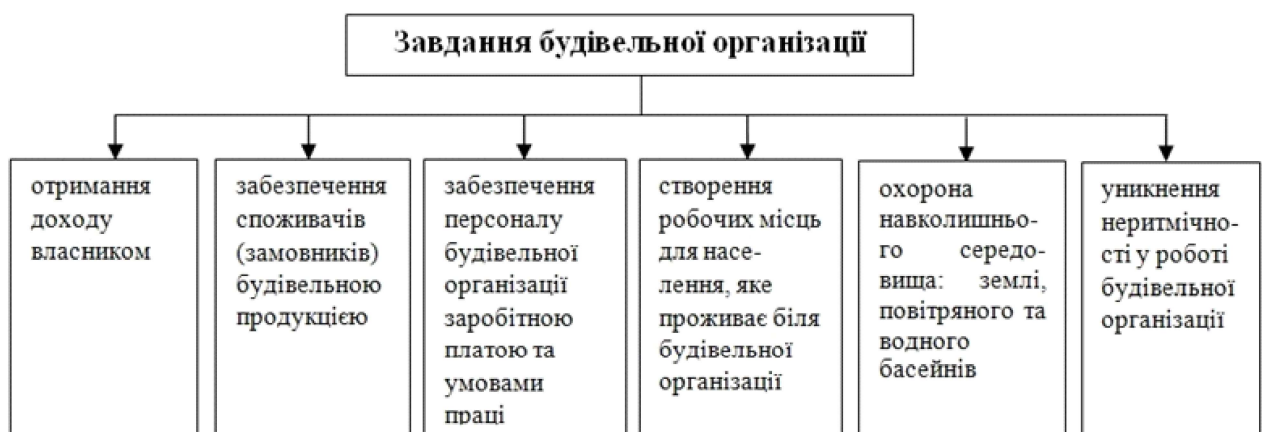 Завдання будівельної організації
отримання
доходу
власником
забезпечення
споживачів
(замовників)
будівельною
продукцією
забезпечення
персоналу
будівельної
організації
заробітною
платою та
умовами
праці
створення
робочих місць
для насе-
лення, яке
проживає біля
будівельної
організації
охорона
навколишньо-
го середо-
вища: землі,
повітряного та
водного
басейнів
уникнення
неритмічно-
сті у роботі
будівельної
організації